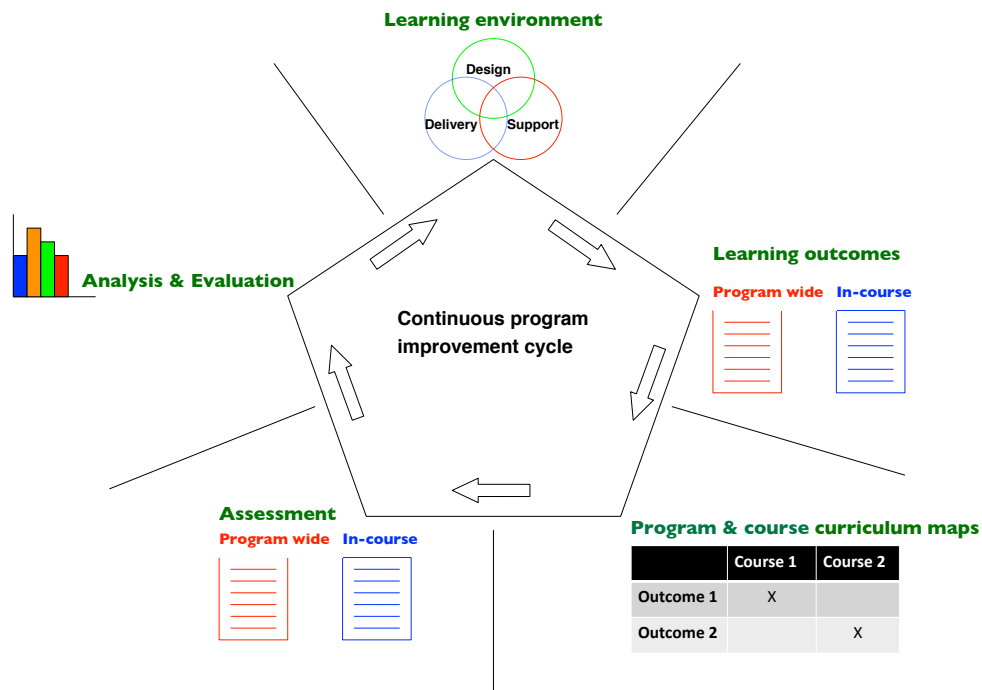 Learning environment
Design
Delivery
Support
Analysis & Evaluation
Learning outcomes
Program wide
In-course
Continuous program
improvement cycle
Assessment
Program wide
In-course
Program & course curriculum maps
Course 1
Course 2
Outcome 1
X
Outcome 2
X